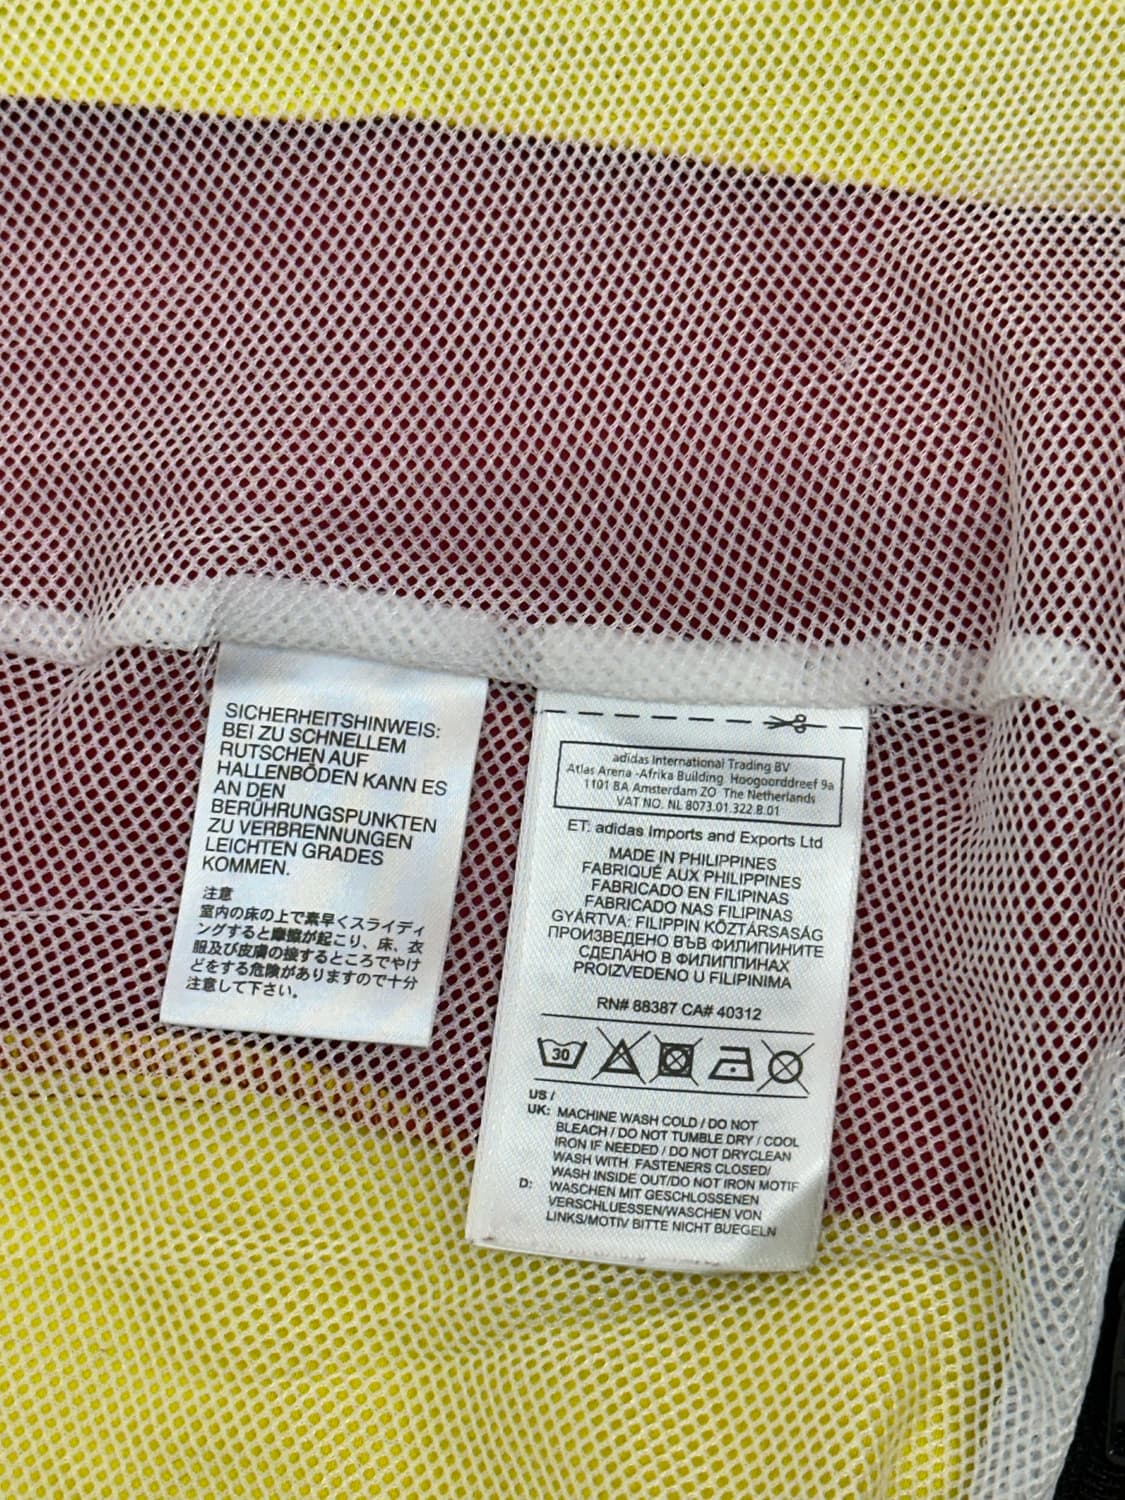 SICHERHEITSHINWEIS:
BEI ZU SCHNELLEM
RUTSCHEN AUF
HALLENBÖDEN KANN ES
AN DEN
BERÜHRUNGSPUNKTEN
ZU VERBRENNUNGEN
LEICHTEN GRADES
KOMMEN.
注意
室内の床の上で素早くスライディ
ングすると摩擦が起こり、床、衣
服及び皮膚の接するところでやけ
どをする危険がありますので十分
注意して下さい。
adidas International Trading BV
Atlas Arena -Afrika Building Hoogoorddreef 9a
1101 BA Amsterdam ZO The Netherlands
VAT NO. NL 8073.01.322.B.01
ET: adidas Imports and Exports Ltd
MADE IN PHILIPPINES
FABRIQUÉ AUX PHILIPPINES
FABRICADO EN FILIPINAS
FABRICADO NAS FILIPINAS
GYÁRTVA: FILIPPIN KÖZTÁRSASÁG
ПРОИЗВЕДЕНО ВЪВ ФИЛИПИНИТЕ
СДЕЛАНО В ФИЛИППИНАХ
PROIZVEDENO U FILIPINIMA
RN# 88387 CA# 40312
30
US /
UK: MACHINE WASH COLD / DO NOT
BLEACH / DO NOT TUMBLE DRY / COOL
IRON IF NEEDED / DO NOT DRYCLEAN
WASH WITH FASTENERS CLOSED/
WASH INSIDE OUT/DO NOT IRON MOTIF
D: WASCHEN MIT GESCHLOSSENEN
VERSCHLUESSEN/WASCHEN VON
LINKS/MOTIV BITTE NICHT BUEGELN